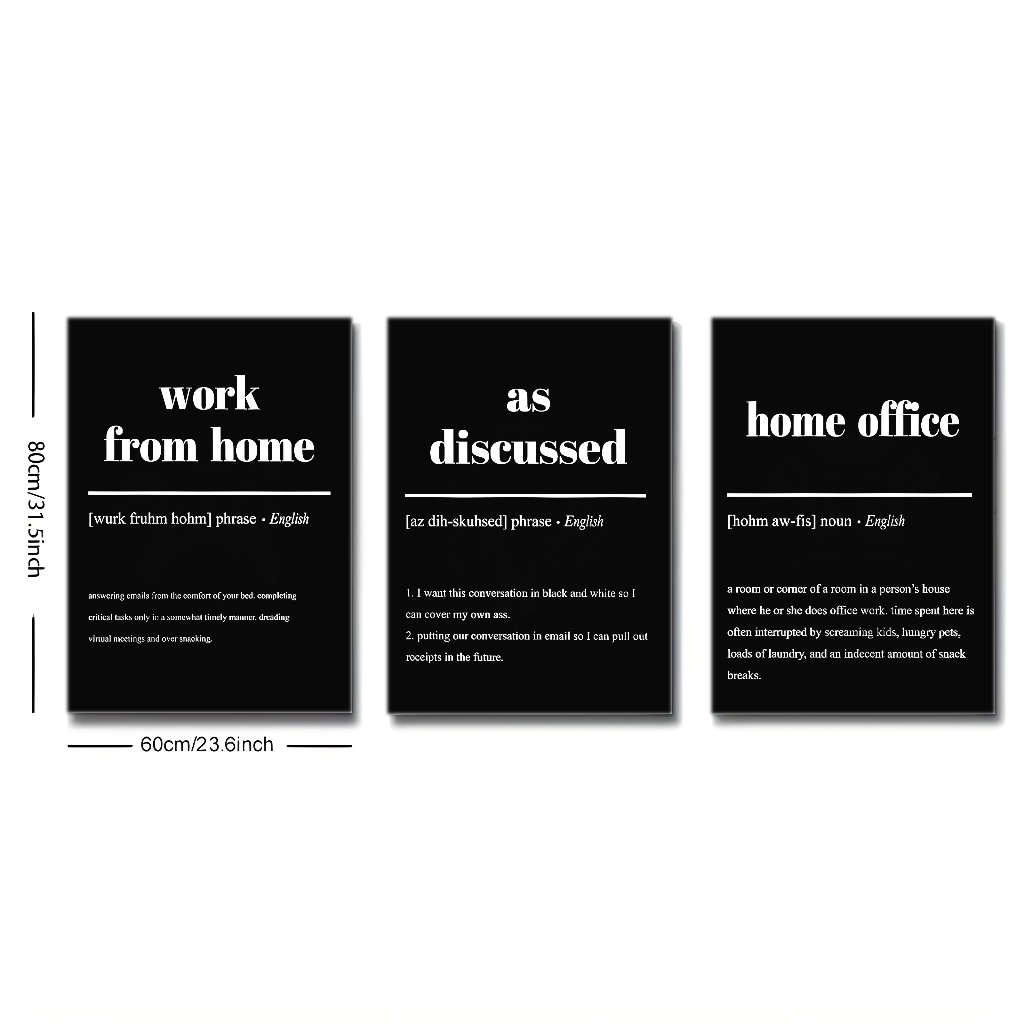 work
from home
[wurk fruhm hohm] phrase • English
answering emails from the comfort of your bed. completing
critical tasks only in a somewhat timely manner. dreading
virtual meetings and over snacking.
as
discussed
[az dih-skuhsed] phrase • English
1. I want this conversation in black and white so I
can cover my own ass.
2. putting our conversation in email so I can pull out
receipts in the future.
home office
[hohm aw-fis] noun • English
a room or corner of a room in a person's house
where he or she does office work. time spent here is
often interrupted by screaming kids, hungry pets,
loads of laundry, and an indecent amount of snack
breaks.
80cm/31.5inch
60cm/23.6inch